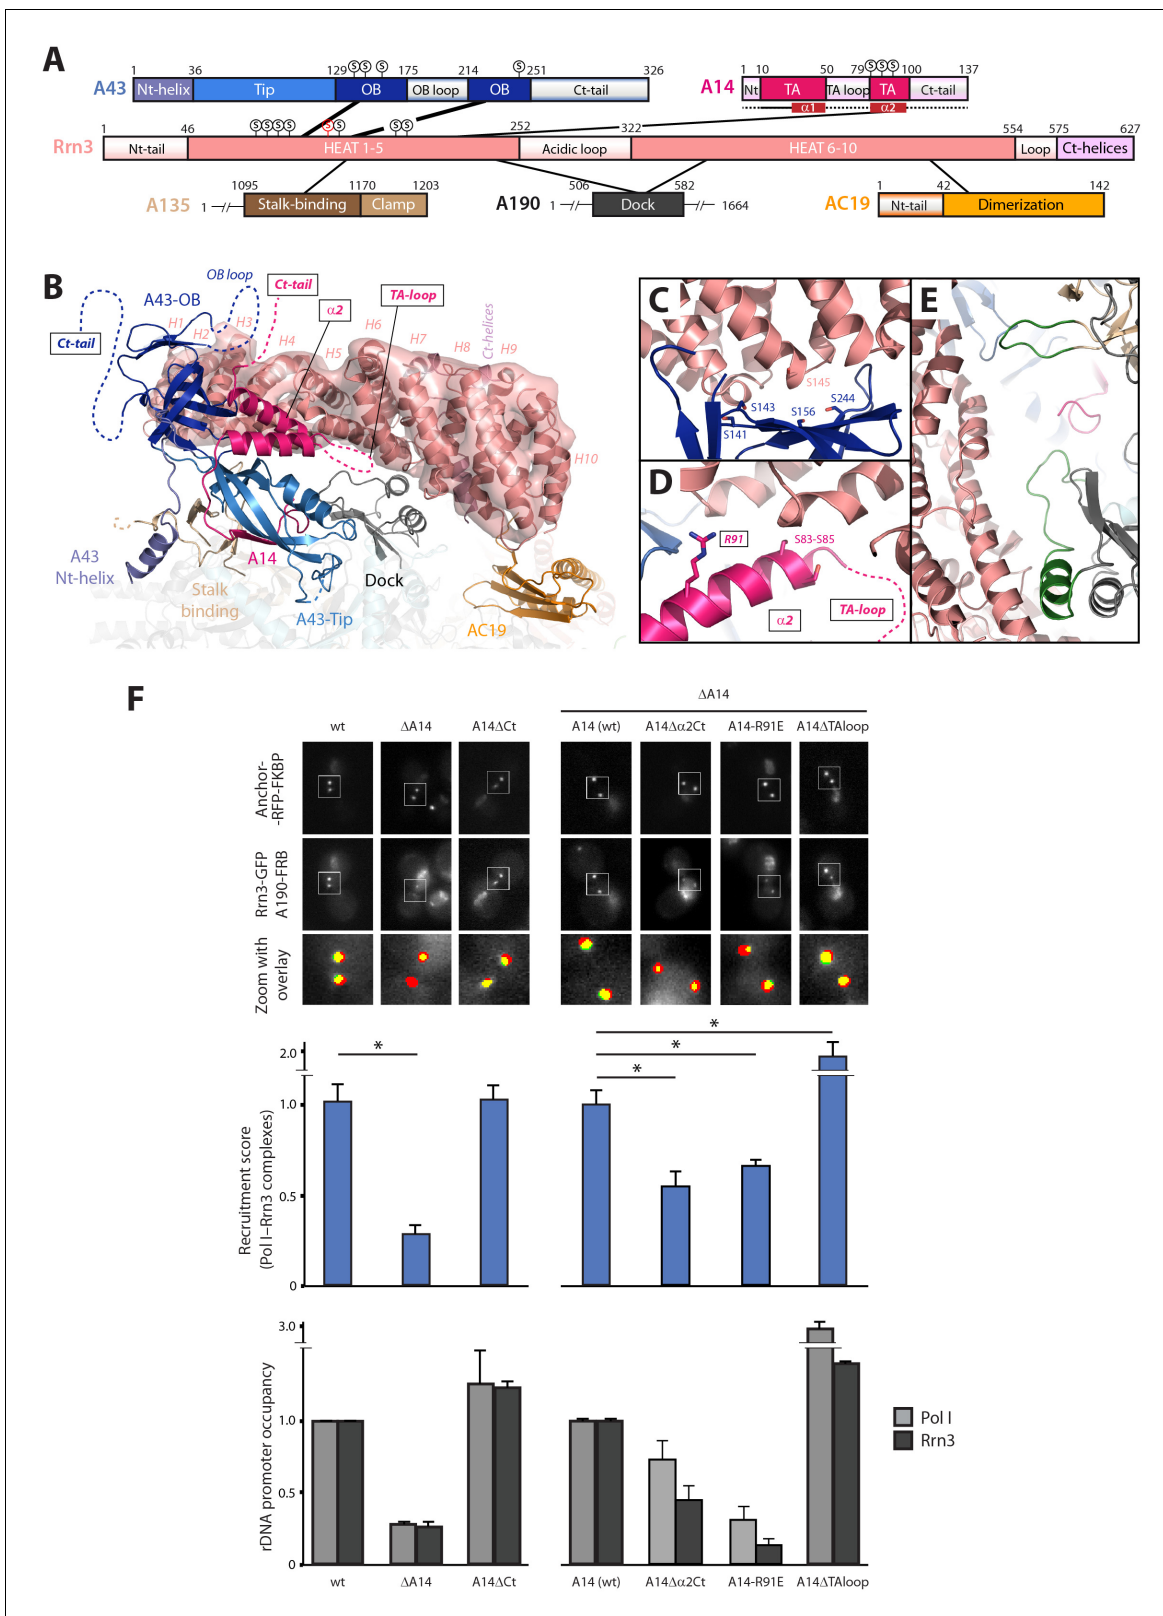 A
1 36 129 S S S 175 214 S 251 326
A43 Nt-helix Tip OB OB loop OB Ct-tail
1 10 50 79 S S S 100 137
A14 Nt TA TA loop TA Ct-tail
α1 α2
1 46 S S S S S S S S 252 322 554 575 627
Rrn3 Nt-tail HEAT 1-5 Acidic loop HEAT 6-10 Loop Ct-helices
1095 1170 1203
A135 1 Stalk-binding Clamp
506 582
A190 1 Dock 1664
1 42 142
AC19 Nt-tail Dimerization
B
OB loop
A43-OB
Ct-tail
α2
TA-loop
Ct-tail
H1 H2 H3 H4 H5 H6 H7 H8 H9 H10
Ct-helices
A43
Nt-helix
A14
Stalk
binding
A43-Tip
Dock
AC19
C
S145
S143
S244
S156
S141
D
R91
S83-S85
α2
TA-loop
E
F
ΔA14
wt ΔA14 A14ΔCt A14 (wt) A14Δα2Ct A14-R91E A14ΔTAloop
Anchor-
-RFP-FKBP
Rrn3-GFP
A190-FRB
Zoom with
overlay
* * * *
Recruitment score
(Pol I–Rrn3 complexes)
2.0
1.0
0.5
0
rDNA promoter occupancy
3.0
1.0
0.5
0
Pol I
Rrn3
wt ΔA14 A14ΔCt A14 (wt) A14Δα2Ct A14-R91E A14ΔTAloop